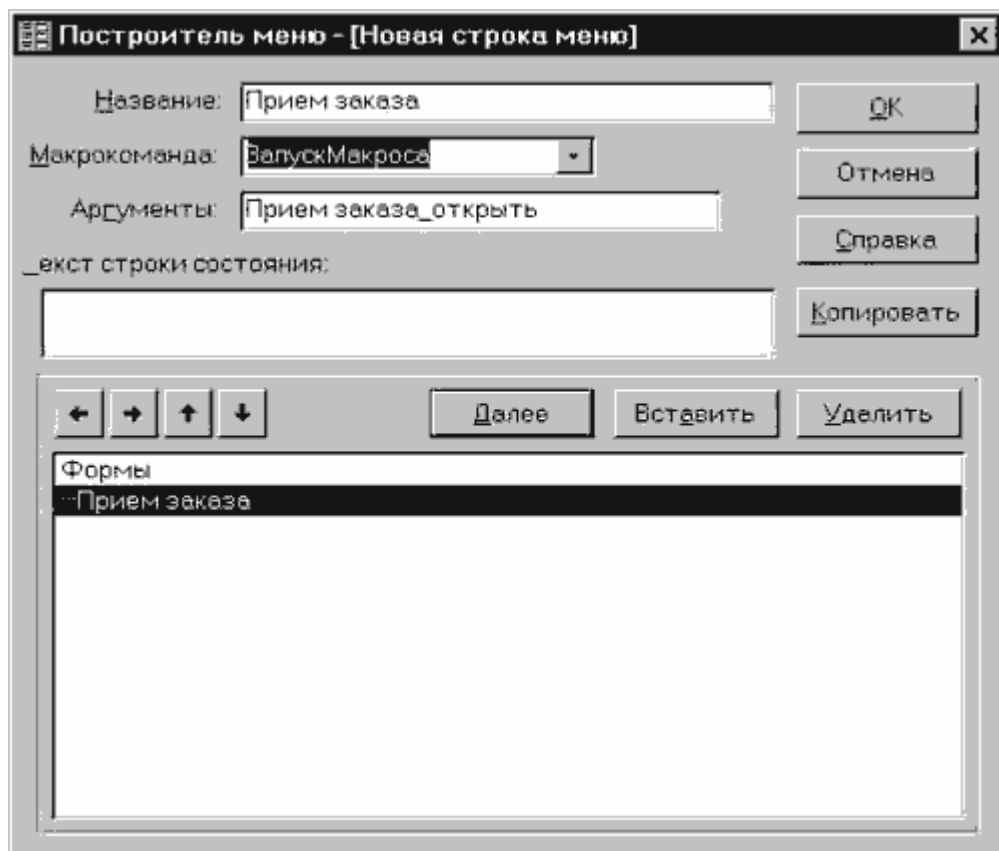 Построитель меню - [Новая строка меню]
Название: Прием заказа
OK
Макрокоманда: ЗапускМакроса
Отмена
Аргументы: Прием заказа_открыть
Справка
_екст строки состояния:
Копировать
Далее Вставить Удалить
Формы
Прием заказа